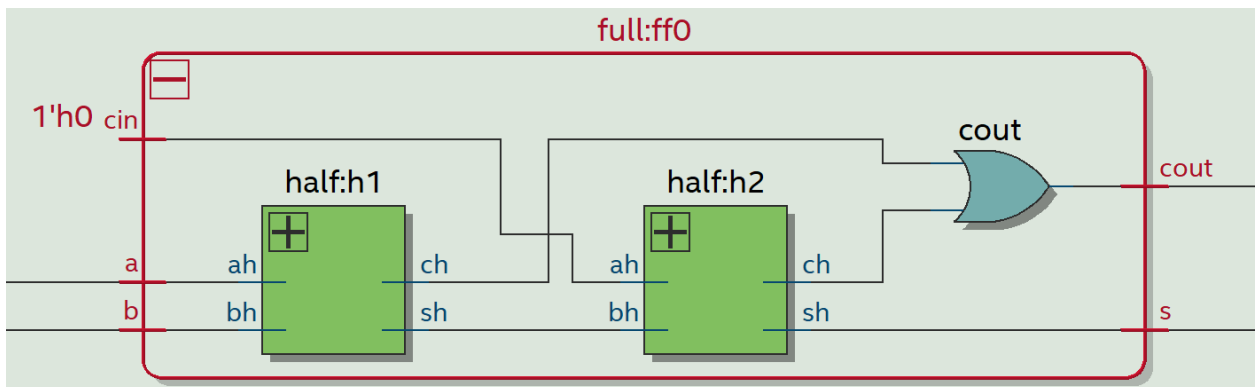 full:ff0
1'h0 cin
cout
half:h1
half:h2
cout
a
ah
ch
ah
ch
b
bh
sh
bh
sh
s